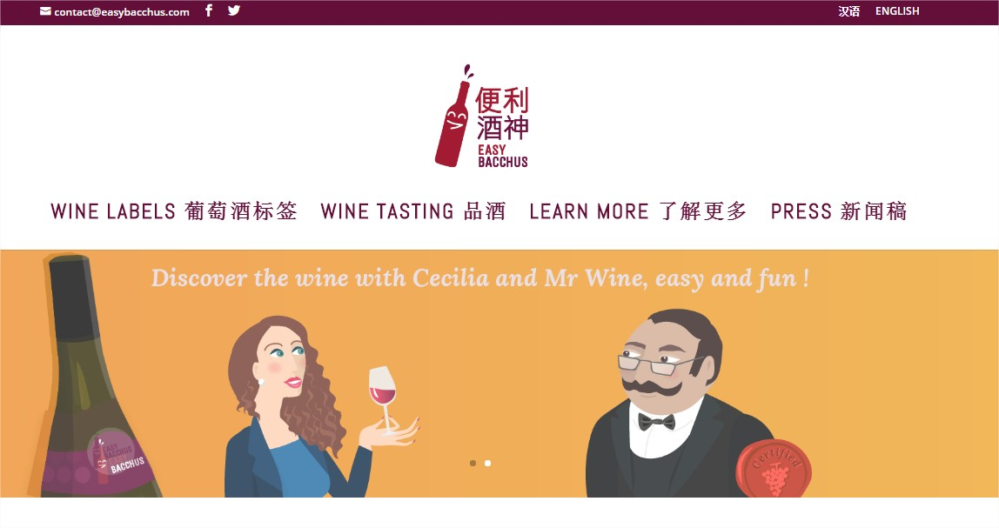 contact@easybacchus.com
汉语 ENGLISH
便利
酒神
EASY
BACCHUS
WINE LABELS 葡萄酒标签 WINE TASTING 品酒 LEARN MORE 了解更多 PRESS 新闻稿
Discover the wine with Cecilia and Mr Wine, easy and fun !
EASY
BACCHUS
BACCHUS
Certified